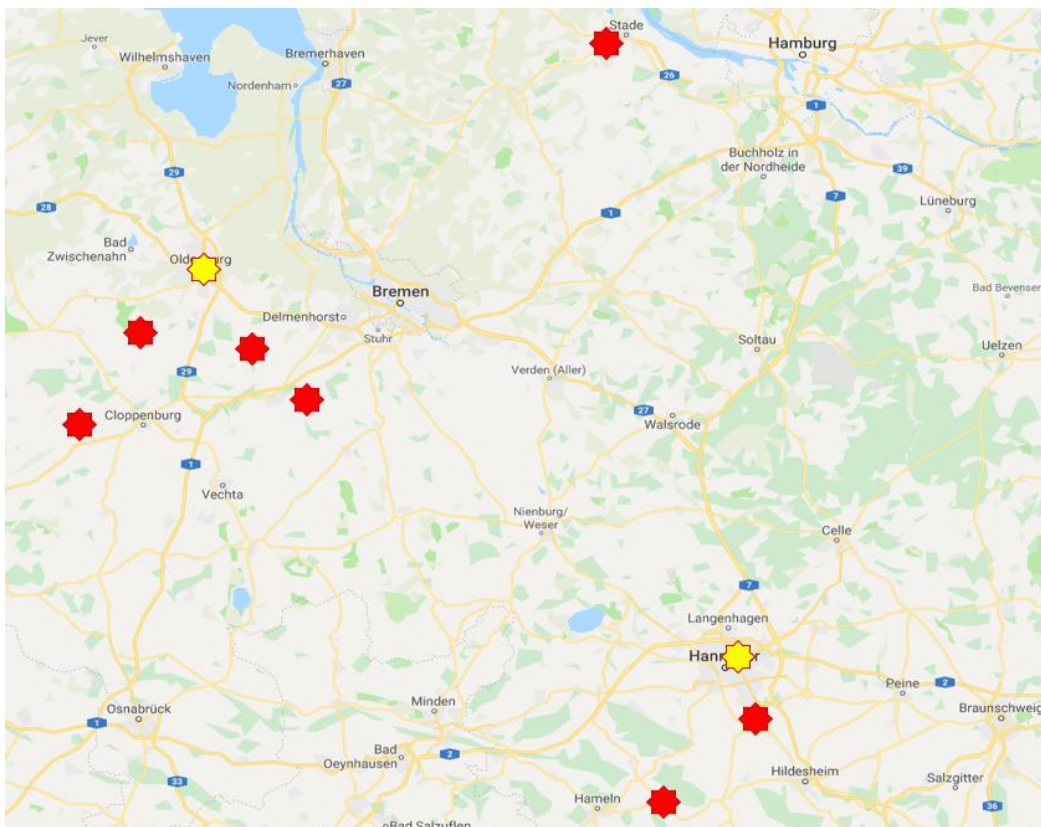 Jever
Wilhelmshaven
Bremerhaven
Nordenham
27
Stade
26
Hamburg
1
29
28
Buchholz in
der Nordheide
39
7
Lüneburg
1
Bad
Zwischenahn
Bremen
Delmenhorst
Stuhr
Bad Bevensen
Soltau
Uelzen
Verden (Aller)
29
27
Walsrode
Cloppenburg
1
Vechta
Nienburg/
Weser
Celle
7
Langenhagen
Peine
2
Minden
Osnabrück
1
Braunschweig
Bad
Oeynhausen
2
33
Hildesheim
Salzgitter
Hameln
36
Bad Salzuflen